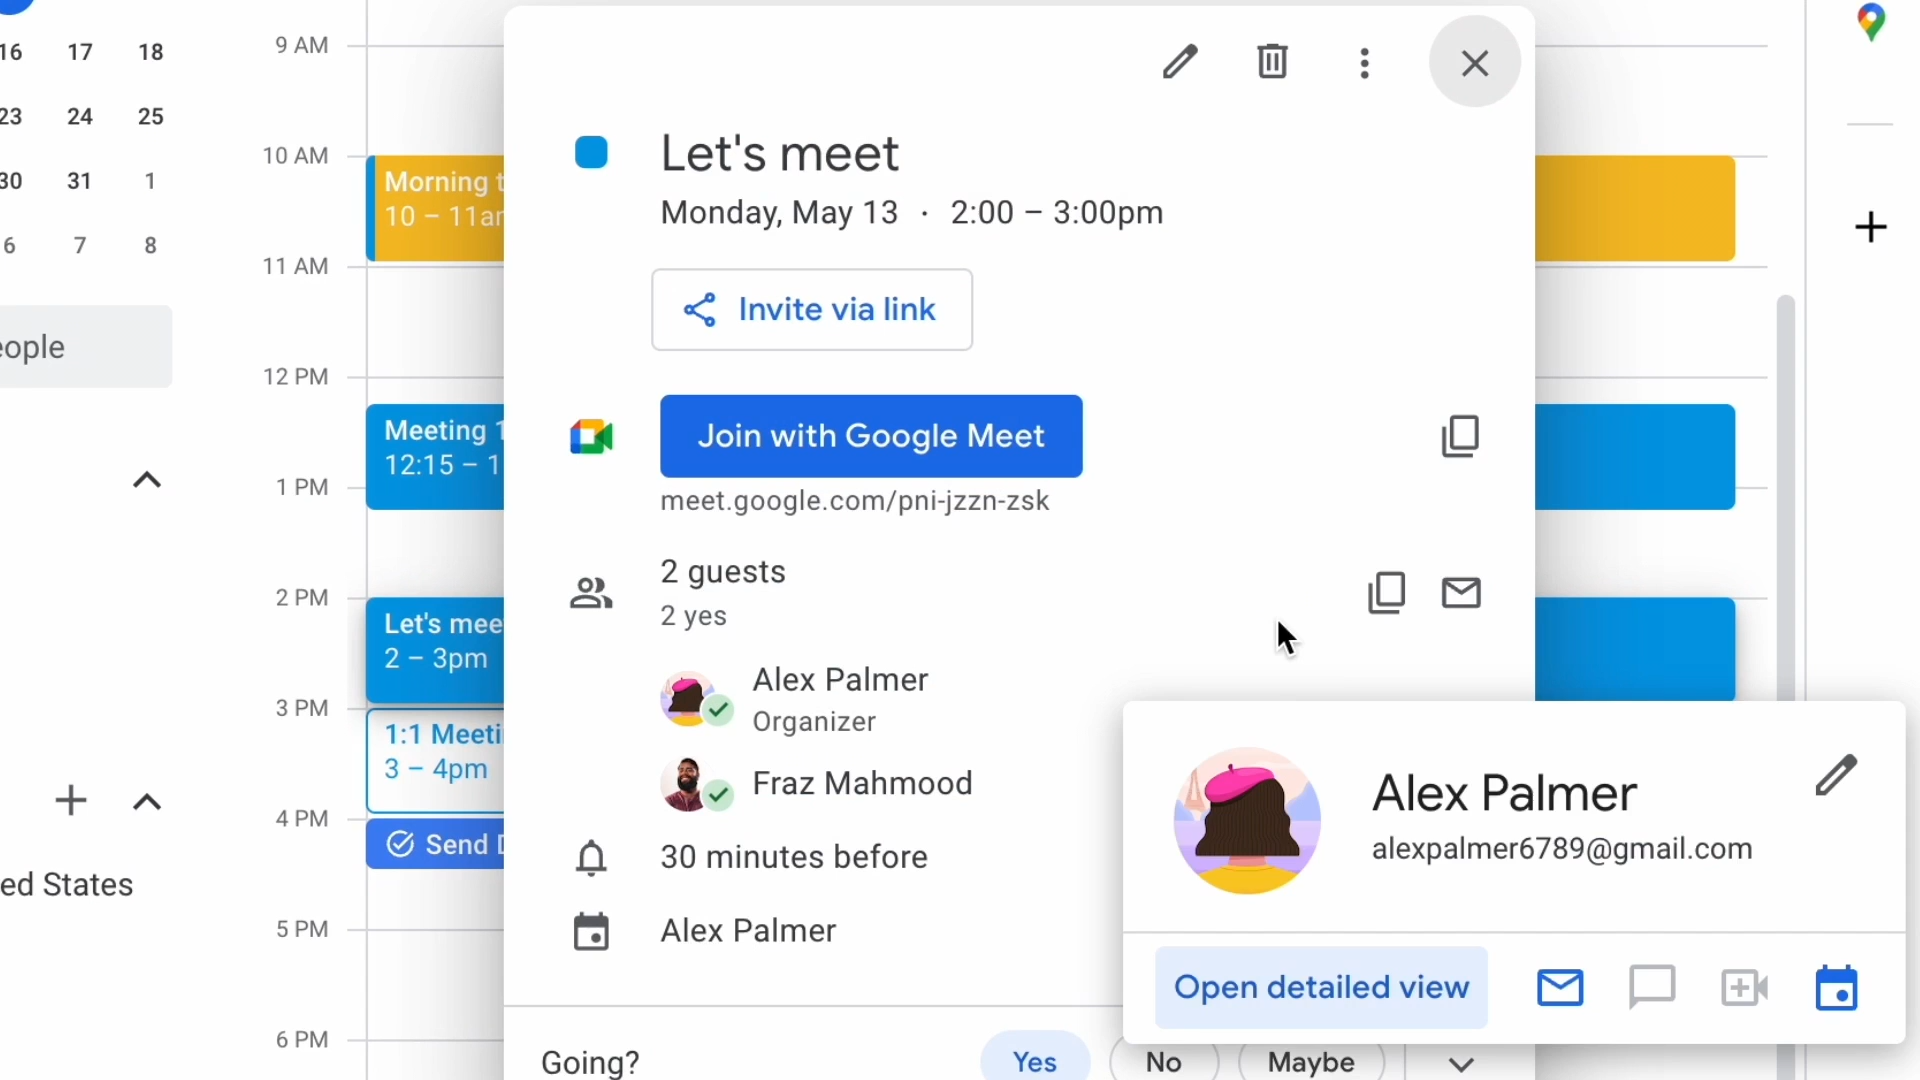 16 17 18
23 24 25
30 31 1
6 7 8
eople
ed States
9 AM
10 AM
11 AM
12 PM
1 PM
2 PM
3 PM
4 PM
5 PM
6 PM
Morning t
10 – 11am
Meeting 1
12:15 – 1
Let's mee
2 – 3pm
1:1 Meeti
3 – 4pm
Send D
Let's meet
Monday, May 13 · 2:00 – 3:00pm
Invite via link
Join with Google Meet
meet.google.com/pni-jzzn-zsk
2 guests
2 yes
Alex Palmer
Organizer
Fraz Mahmood
30 minutes before
Alex Palmer
Going? Yes No Maybe
Alex Palmer
alexpalmer6789@gmail.com
Open detailed view